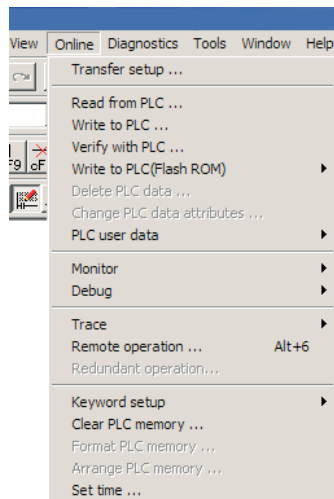 View Online Diagnostics Tools Window Help
Transfer setup ...
Read from PLC ...
Write to PLC ...
Verify with PLC ...
Write to PLC(Flash ROM)
Delete PLC data ...
Change PLC data attributes ...
PLC user data
Monitor
Debug
Trace
Remote operation ... Alt+6
Redundant operation...
Keyword setup
Clear PLC memory ...
Format PLC memory ...
Arrange PLC memory ...
Set time ...
F9 cF